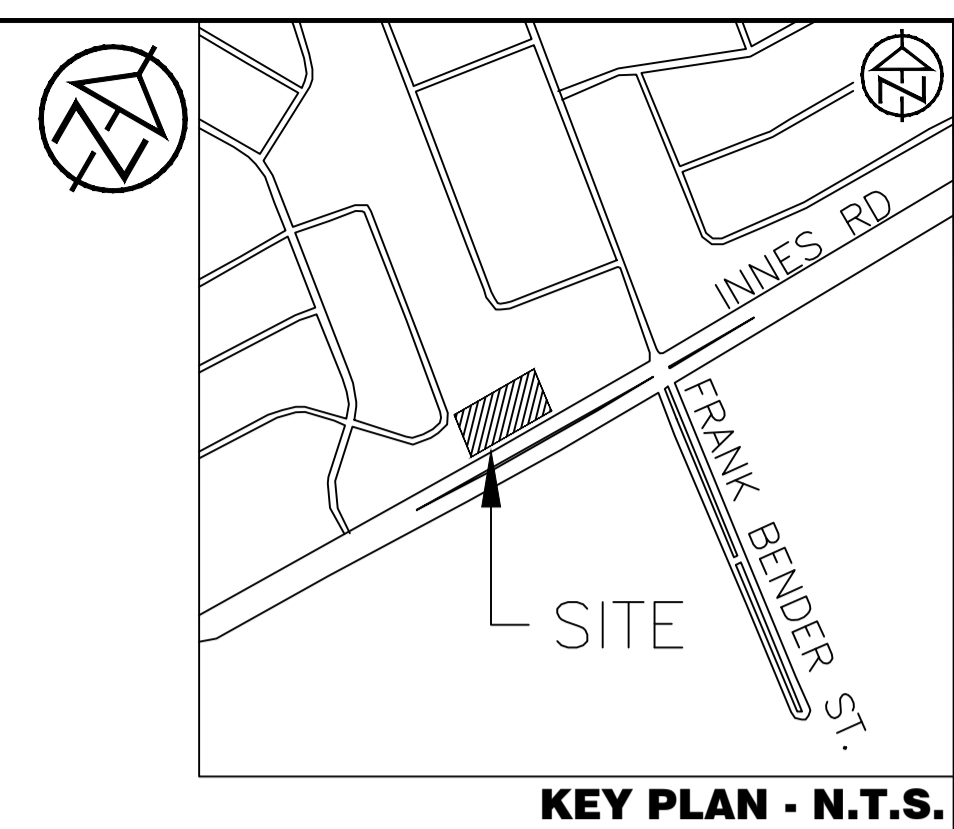 N
N
INNES RD
FRANK BENDER ST.
SITE
KEY PLAN - N.T.S.